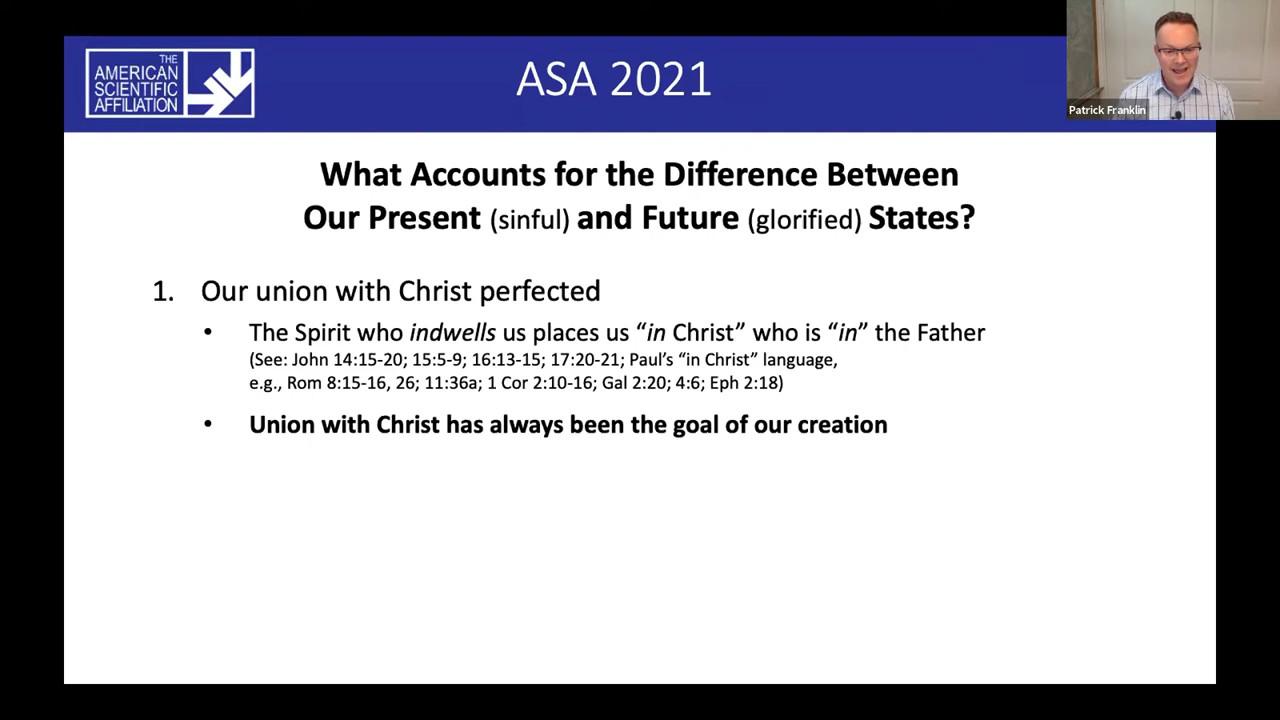 THE
AMERICAN
SCIENTIFIC
AFFILIATION
ASA 2021
Patrick Franklin
What Accounts for the Difference Between
Our Present (sinful) and Future (glorified) States?
1. Our union with Christ perfected
• The Spirit who indwells us places us “in Christ” who is “in” the Father
(See: John 14:15-20; 15:5-9; 16:13-15; 17:20-21; Paul’s “in Christ” language,
e.g., Rom 8:15-16, 26; 11:36a; 1 Cor 2:10-16; Gal 2:20; 4:6; Eph 2:18)
• Union with Christ has always been the goal of our creation